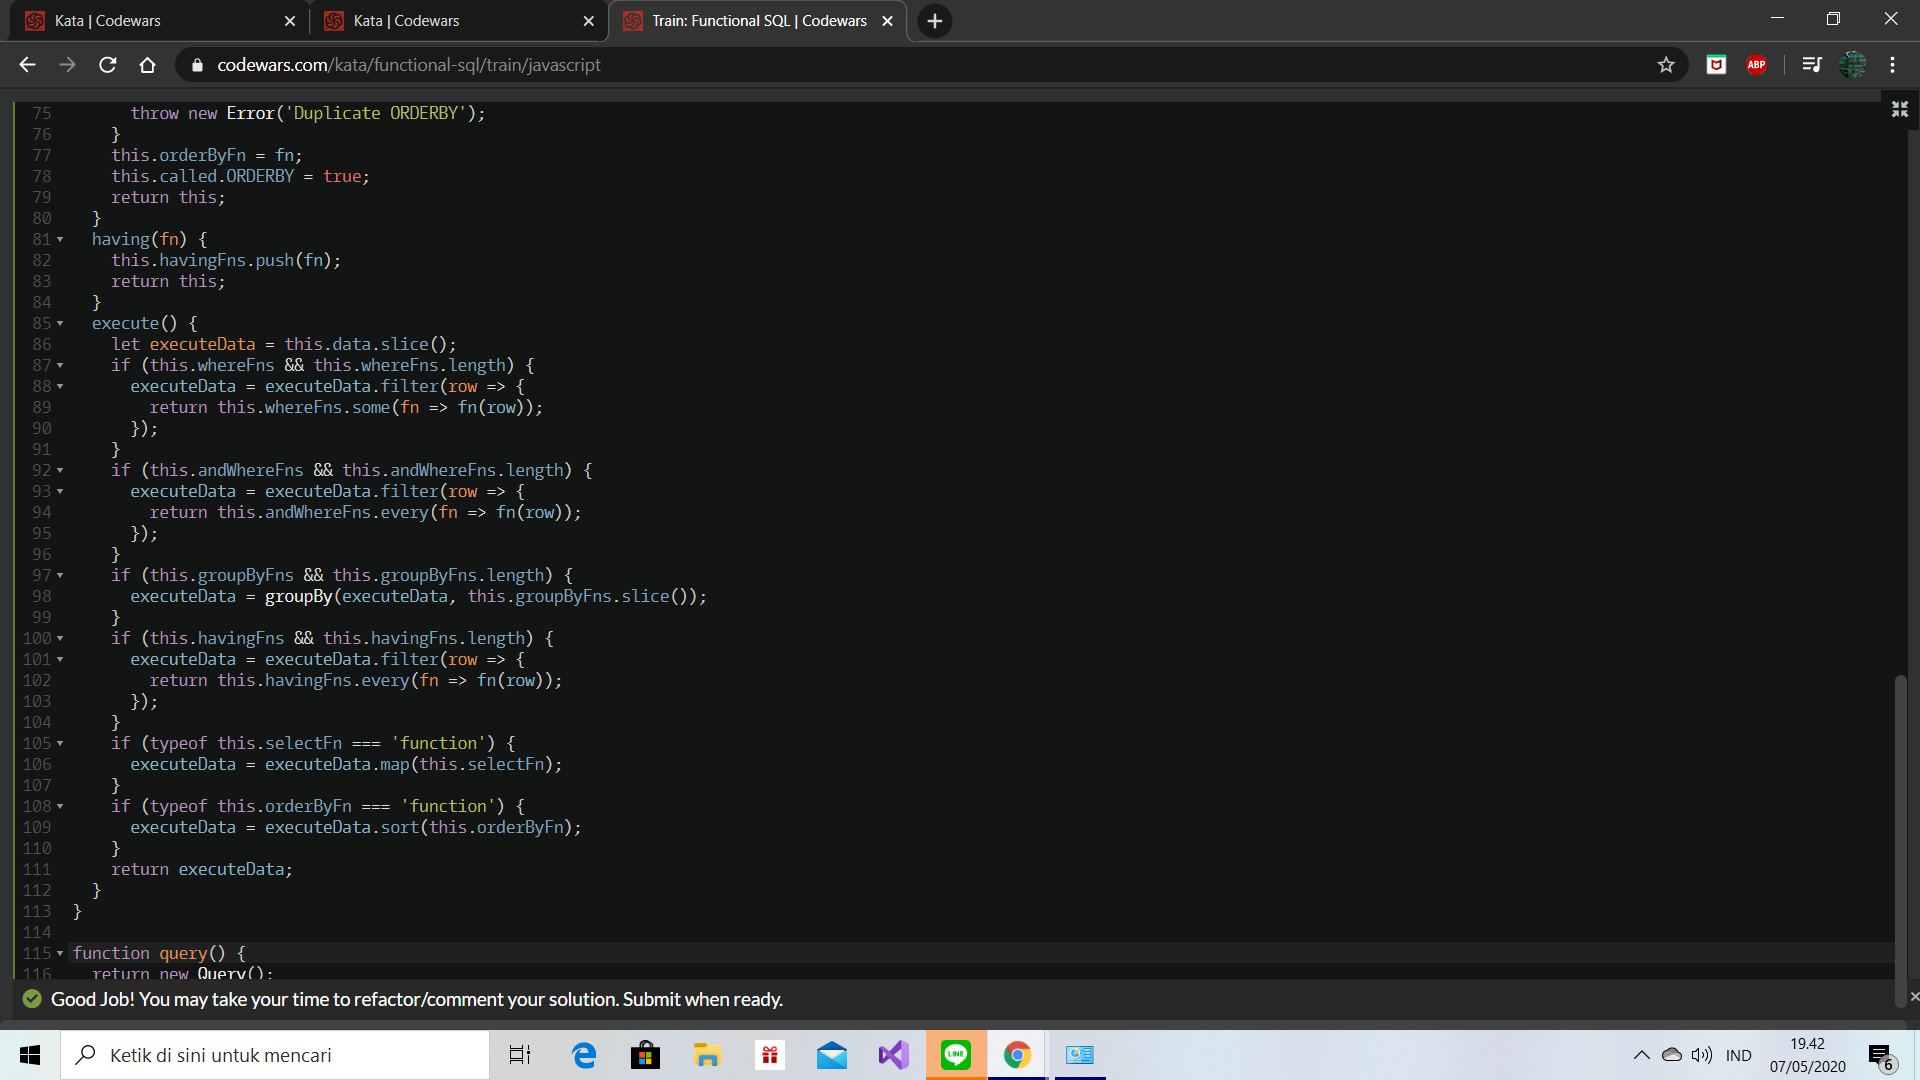 Kata | Codewars
Kata | Codewars
Train: Functional SQL | Codewars
codewars.com/kata/functional-sql/train/javascript
ABP
75       throw new Error('Duplicate ORDERBY');
76     }
77     this.orderByFn = fn;
78     this.called.ORDERBY = true;
79     return this;
80   }
81   having(fn) {
82     this.havingFns.push(fn);
83     return this;
84   }
85   execute() {
86     let executeData = this.data.slice();
87     if (this.whereFns && this.whereFns.length) {
88       executeData = executeData.filter(row => {
89         return this.whereFns.some(fn => fn(row));
90       });
91     }
92     if (this.andWhereFns && this.andWhereFns.length) {
93       executeData = executeData.filter(row => {
94         return this.andWhereFns.every(fn => fn(row));
95       });
96     }
97     if (this.groupByFns && this.groupByFns.length) {
98       executeData = groupBy(executeData, this.groupByFns.slice());
99     }
100     if (this.havingFns && this.havingFns.length) {
101       executeData = executeData.filter(row => {
102         return this.havingFns.every(fn => fn(row));
103       });
104     }
105     if (typeof this.selectFn === 'function') {
106       executeData = executeData.map(this.selectFn);
107     }
108     if (typeof this.orderByFn === 'function') {
109       executeData = executeData.sort(this.orderByFn);
110     }
111     return executeData;
112   }
113 }
114
115 function query() {
116   return new Query();
Good Job! You may take your time to refactor/comment your solution. Submit when ready.
Ketik di sini untuk mencari
LINE
IND
19.42
07/05/2020
6